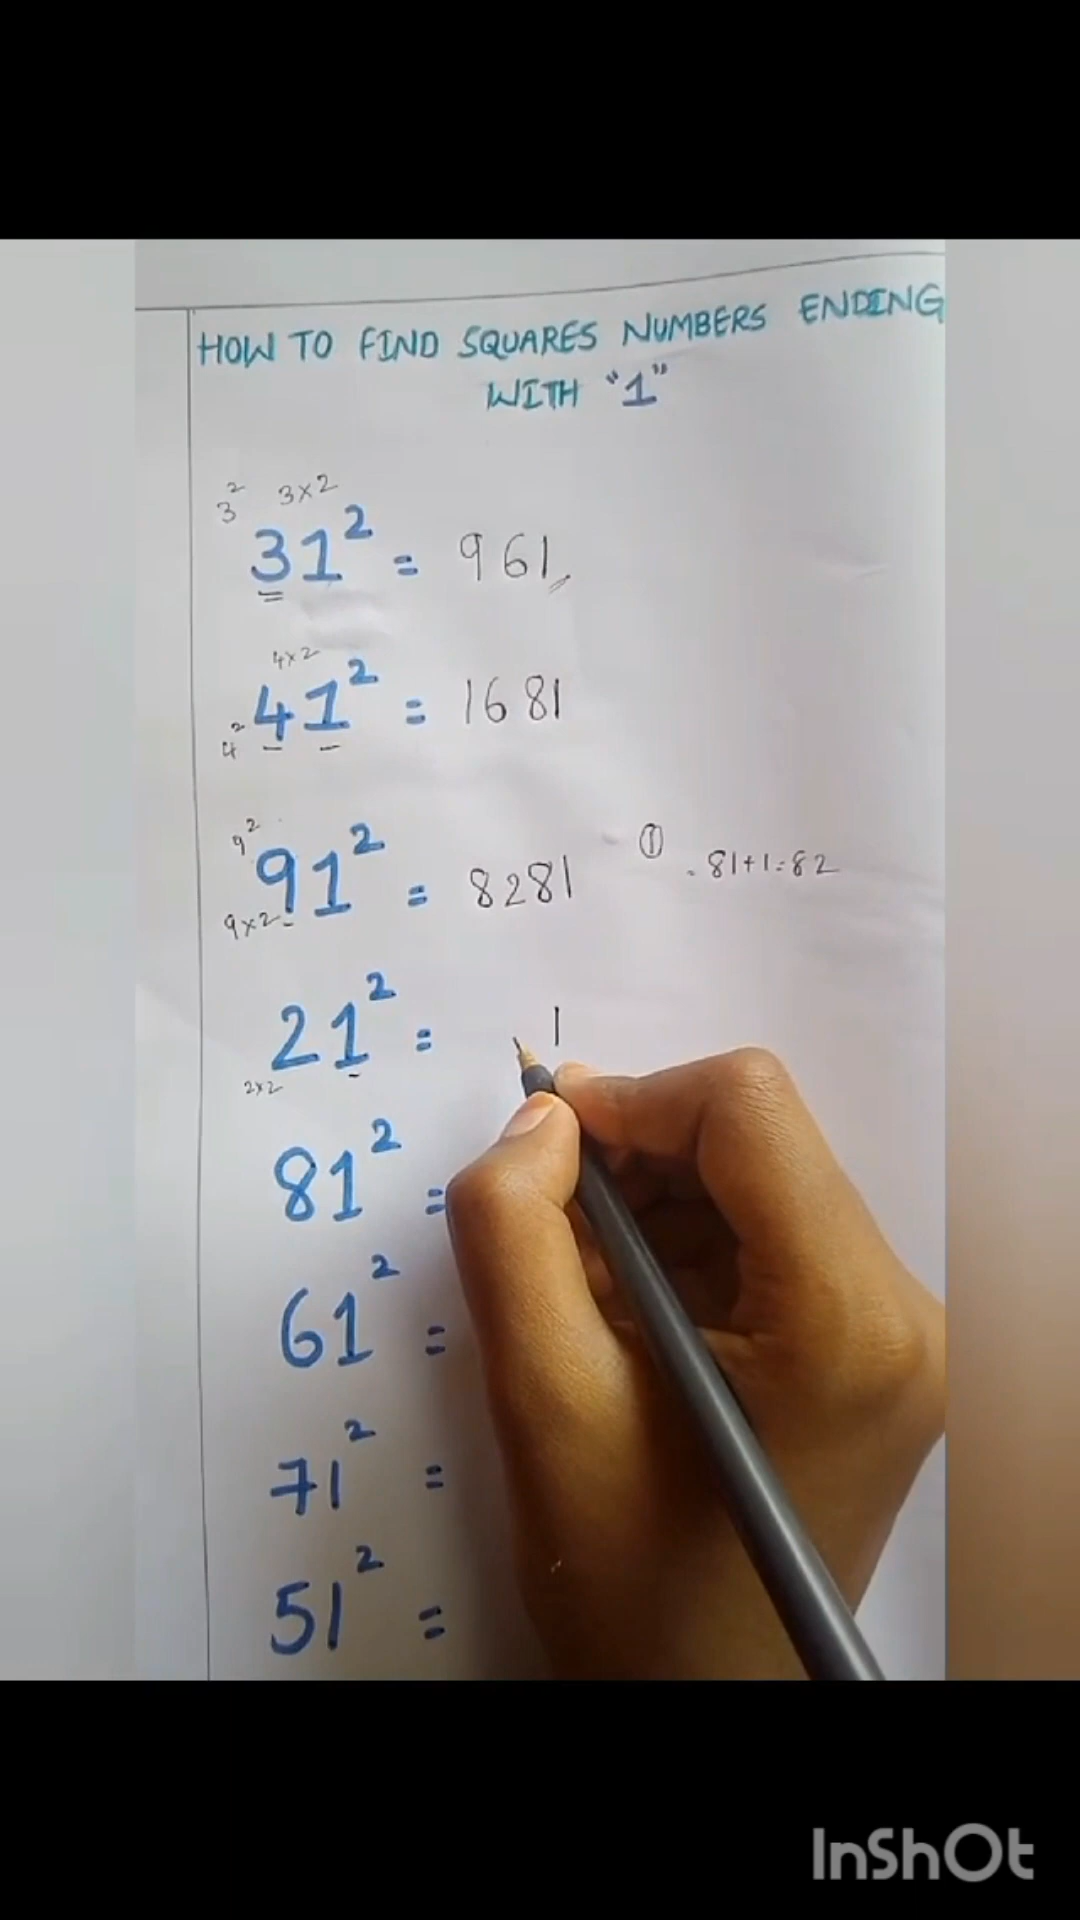 HOW TO FIND SQUARES NUMBERS ENDING
WITH "1"
3² 3×2
31² = 961
4×2
4² 41² = 1681
9²
91² = 8281 ① 81+1=82
9×2
21² = 1
2×2
81² =
61² =
71² =
51² =
InShOt